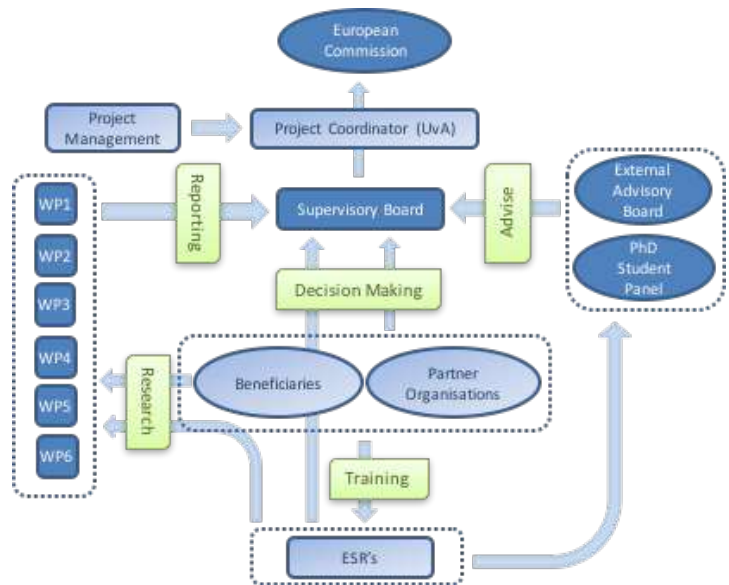 European
Commission
Project
Management
Project Coordinator (UvA)
Reporting
Supervisory Board
Advise
External
Advisory
Board
PhD
Student
Panel
WP1
WP2
WP3
WP4
WP5
WP6
Decision Making
Research
Beneficiaries
Partner
Organisations
Training
ESR's